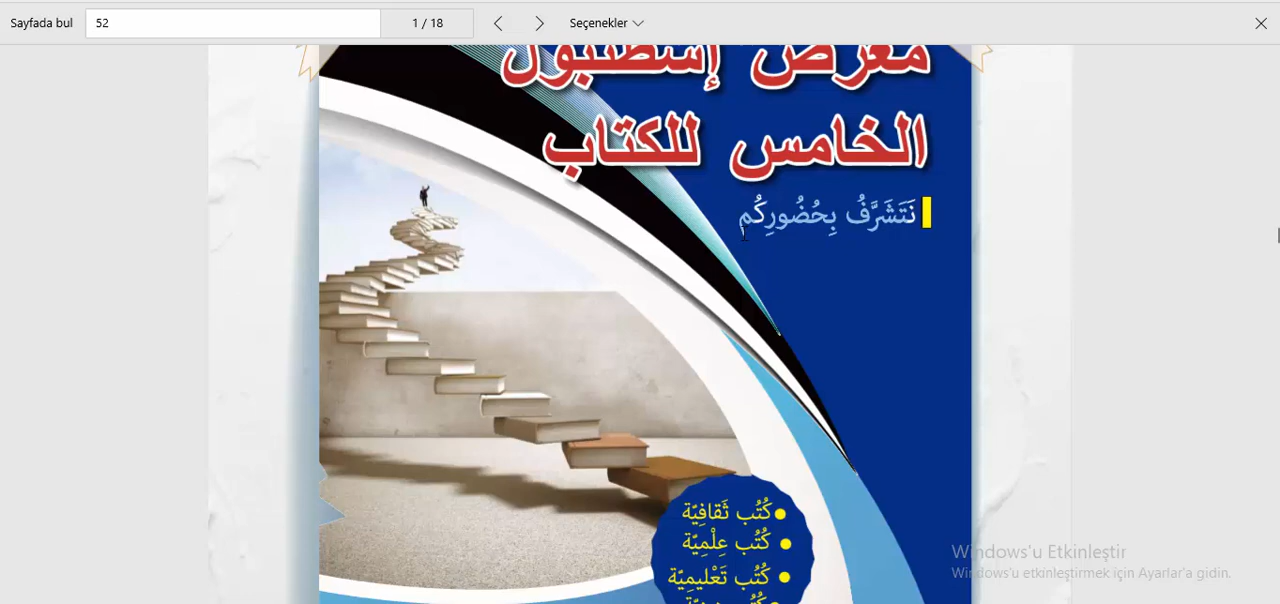 Sayfada bul 52 1 / 18 Seçenekler
معرض إسطنبول
الخامس للكتاب
نَتَشَرَّفُ بِحُضُورِكُم
كُتُب ثَقافِيّة
كُتُب عِلْمِيّة
كُتُب تَعْليمِيّة
Windows'u Etkinleştir
Windows'u etkinleştirmek için Ayarlar'a gidin.